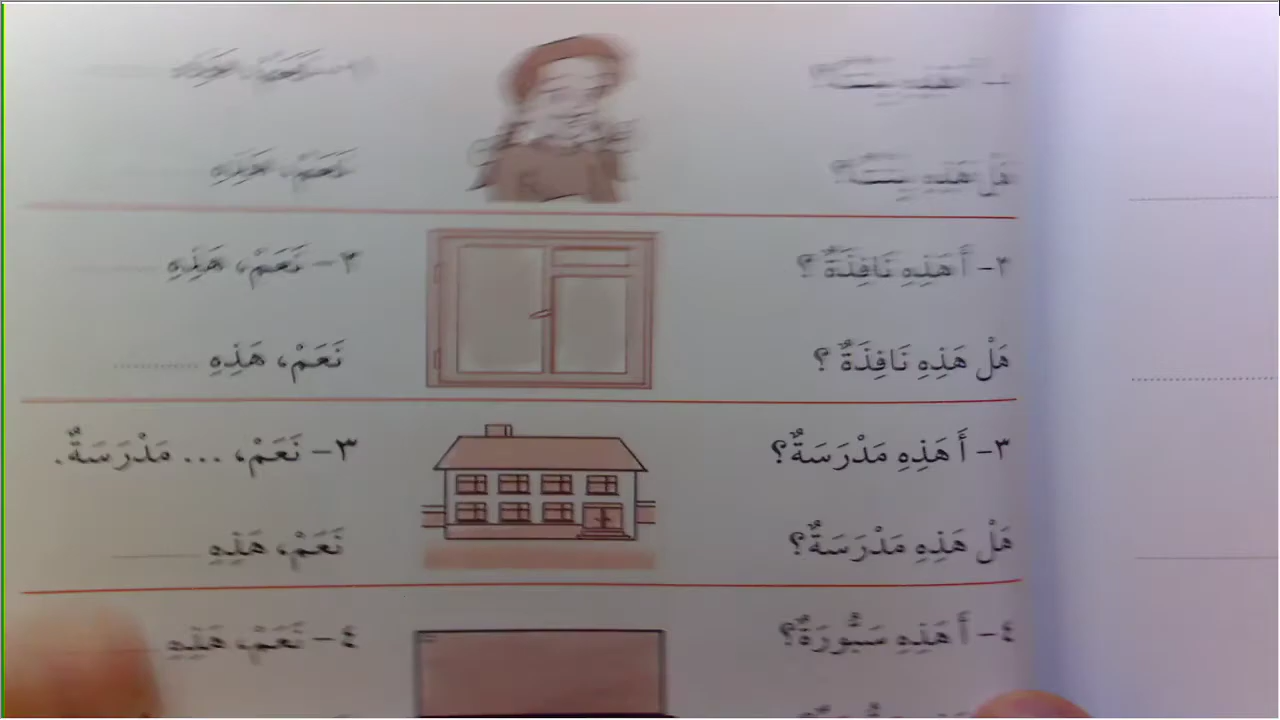 هَلْ هَذِهِ
نَعَمْ، هَذِهِ
٢- أَ هَذِهِ نَافِذَةٌ ؟
٢- نَعَمْ، هَذِهِ ............
هَلْ هَذِهِ نَافِذَةٌ ؟
نَعَمْ، هَذِهِ ............
٣- أَ هَذِهِ مَدْرَسَةٌ؟
٣- نَعَمْ، ... مَدْرَسَةٌ.
هَلْ هَذِهِ مَدْرَسَةٌ؟
نَعَمْ، هَذِهِ ............
٤- أَ هَذِهِ سَبُّورَةٌ؟
٤- نَعَمْ، هَذِهِ ............